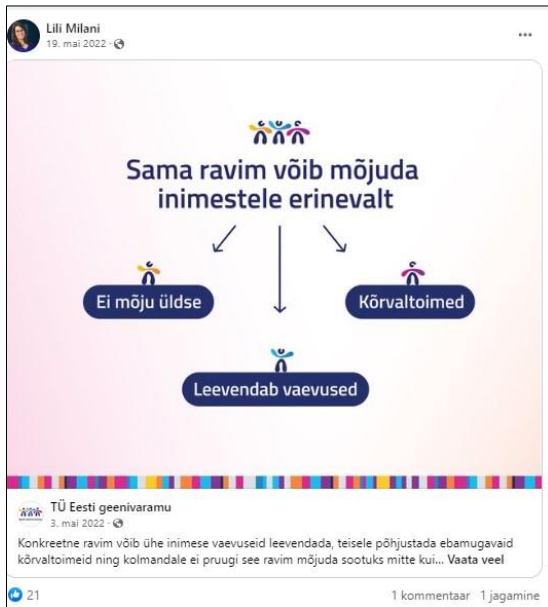 Lili Milani
19. mai 2022 ·
Sama ravim võib mõjuda
inimestele erinevalt
Ei mõju üldse
Kõrvaltoimed
Leevendab vaevused
TÜ Eesti geenivaramu
3. mai 2022 ·
Konkreetne ravim võib ühe inimese vaevuseid leevendada, teisele põhjustada ebamugavaid
kõrvaltoimeid ning kolmandale ei pruugi see ravim mõjuda sootuks mitte kui... Vaata veel
21
1 kommentaar 1 jagamine